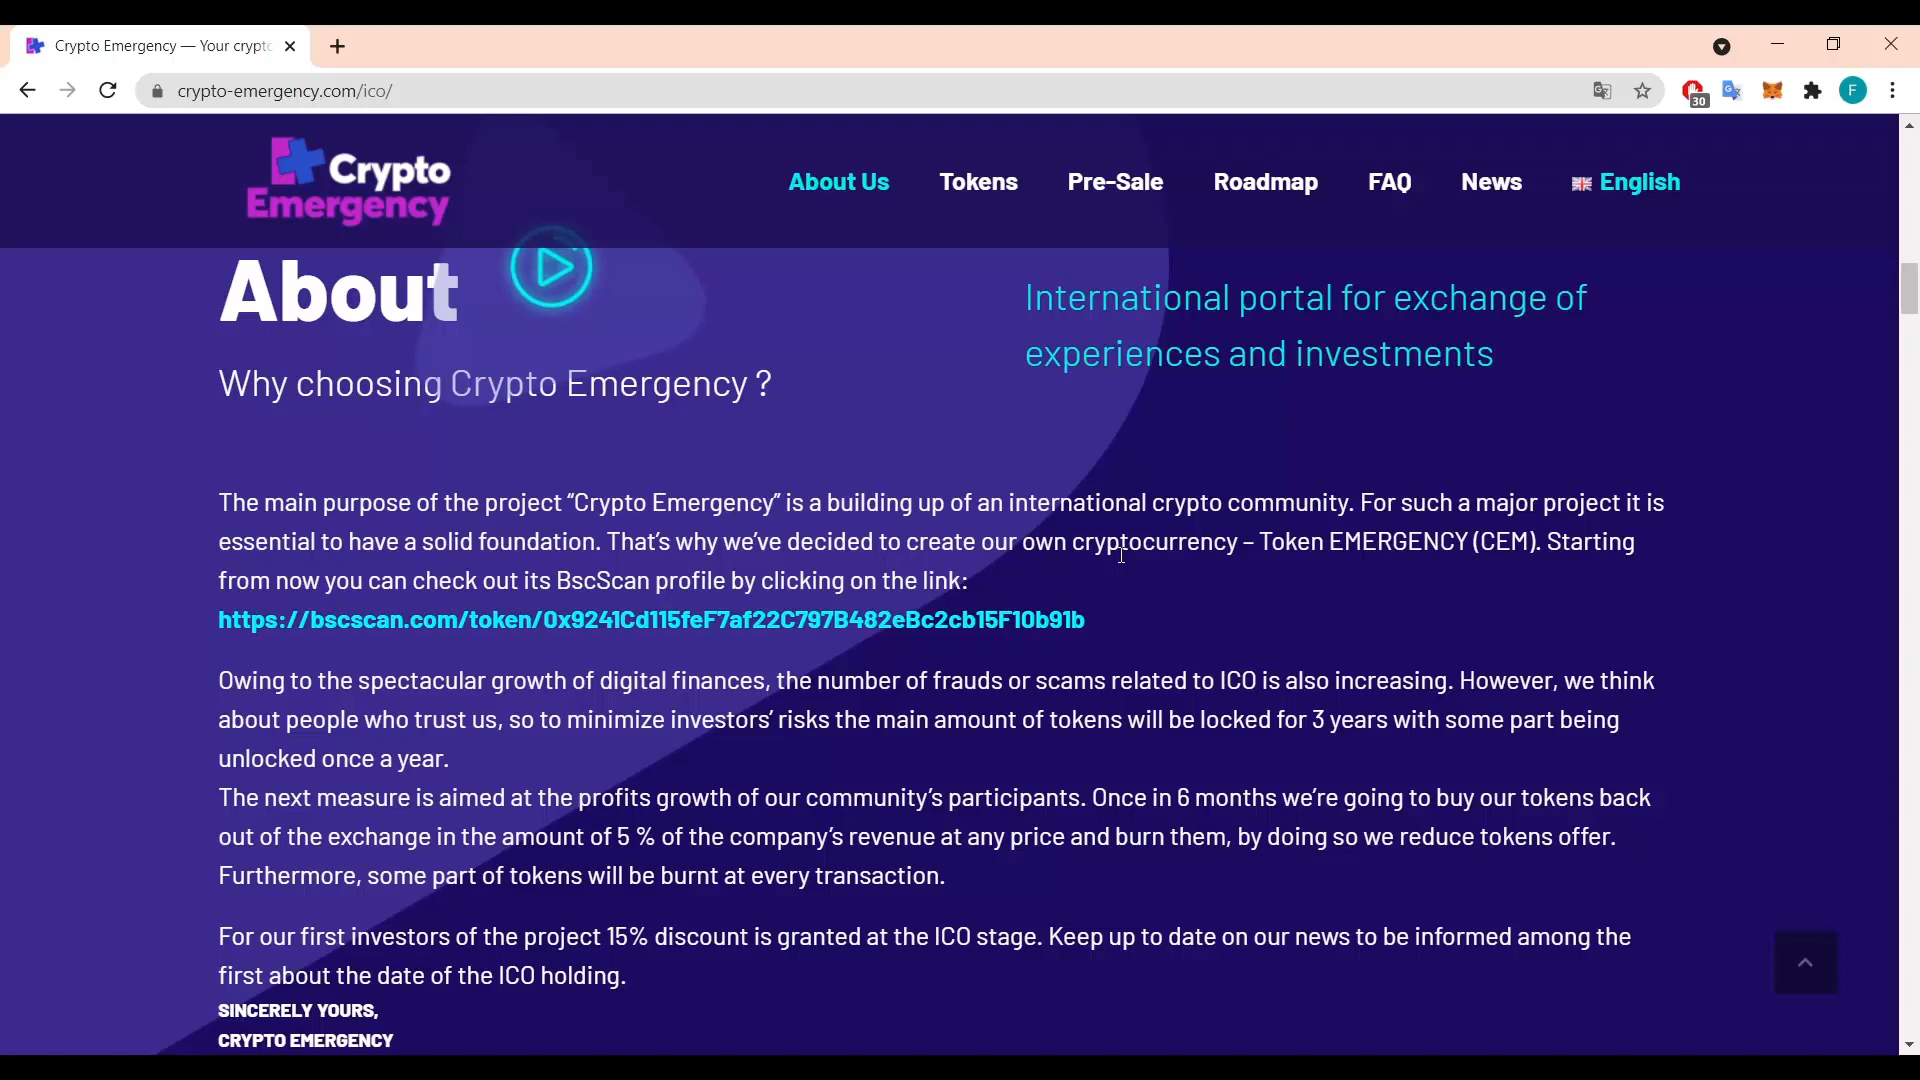 Crypto Emergency — Your crypto
crypto-emergency.com/ico/
30
F
Crypto
Emergency
About Us
Tokens
Pre-Sale
Roadmap
FAQ
News
English
About
International portal for exchange of
experiences and investments
Why choosing Crypto Emergency ?
The main purpose of the project “Crypto Emergency” is a building up of an international crypto community. For such a major project it is
essential to have a solid foundation. That’s why we’ve decided to create our own cryptocurrency – Token EMERGENCY (CEM). Starting
from now you can check out its BscScan profile by clicking on the link:
https://bscscan.com/token/0x9241Cd115feF7af22C797B482eBc2cb15F10b91b
Owing to the spectacular growth of digital finances, the number of frauds or scams related to ICO is also increasing. However, we think
about people who trust us, so to minimize investors’ risks the main amount of tokens will be locked for 3 years with some part being
unlocked once a year.
The next measure is aimed at the profits growth of our community’s participants. Once in 6 months we’re going to buy our tokens back
out of the exchange in the amount of 5 % of the company’s revenue at any price and burn them, by doing so we reduce tokens offer.
Furthermore, some part of tokens will be burnt at every transaction.
For our first investors of the project 15% discount is granted at the ICO stage. Keep up to date on our news to be informed among the
first about the date of the ICO holding.
SINCERELY YOURS,
CRYPTO EMERGENCY